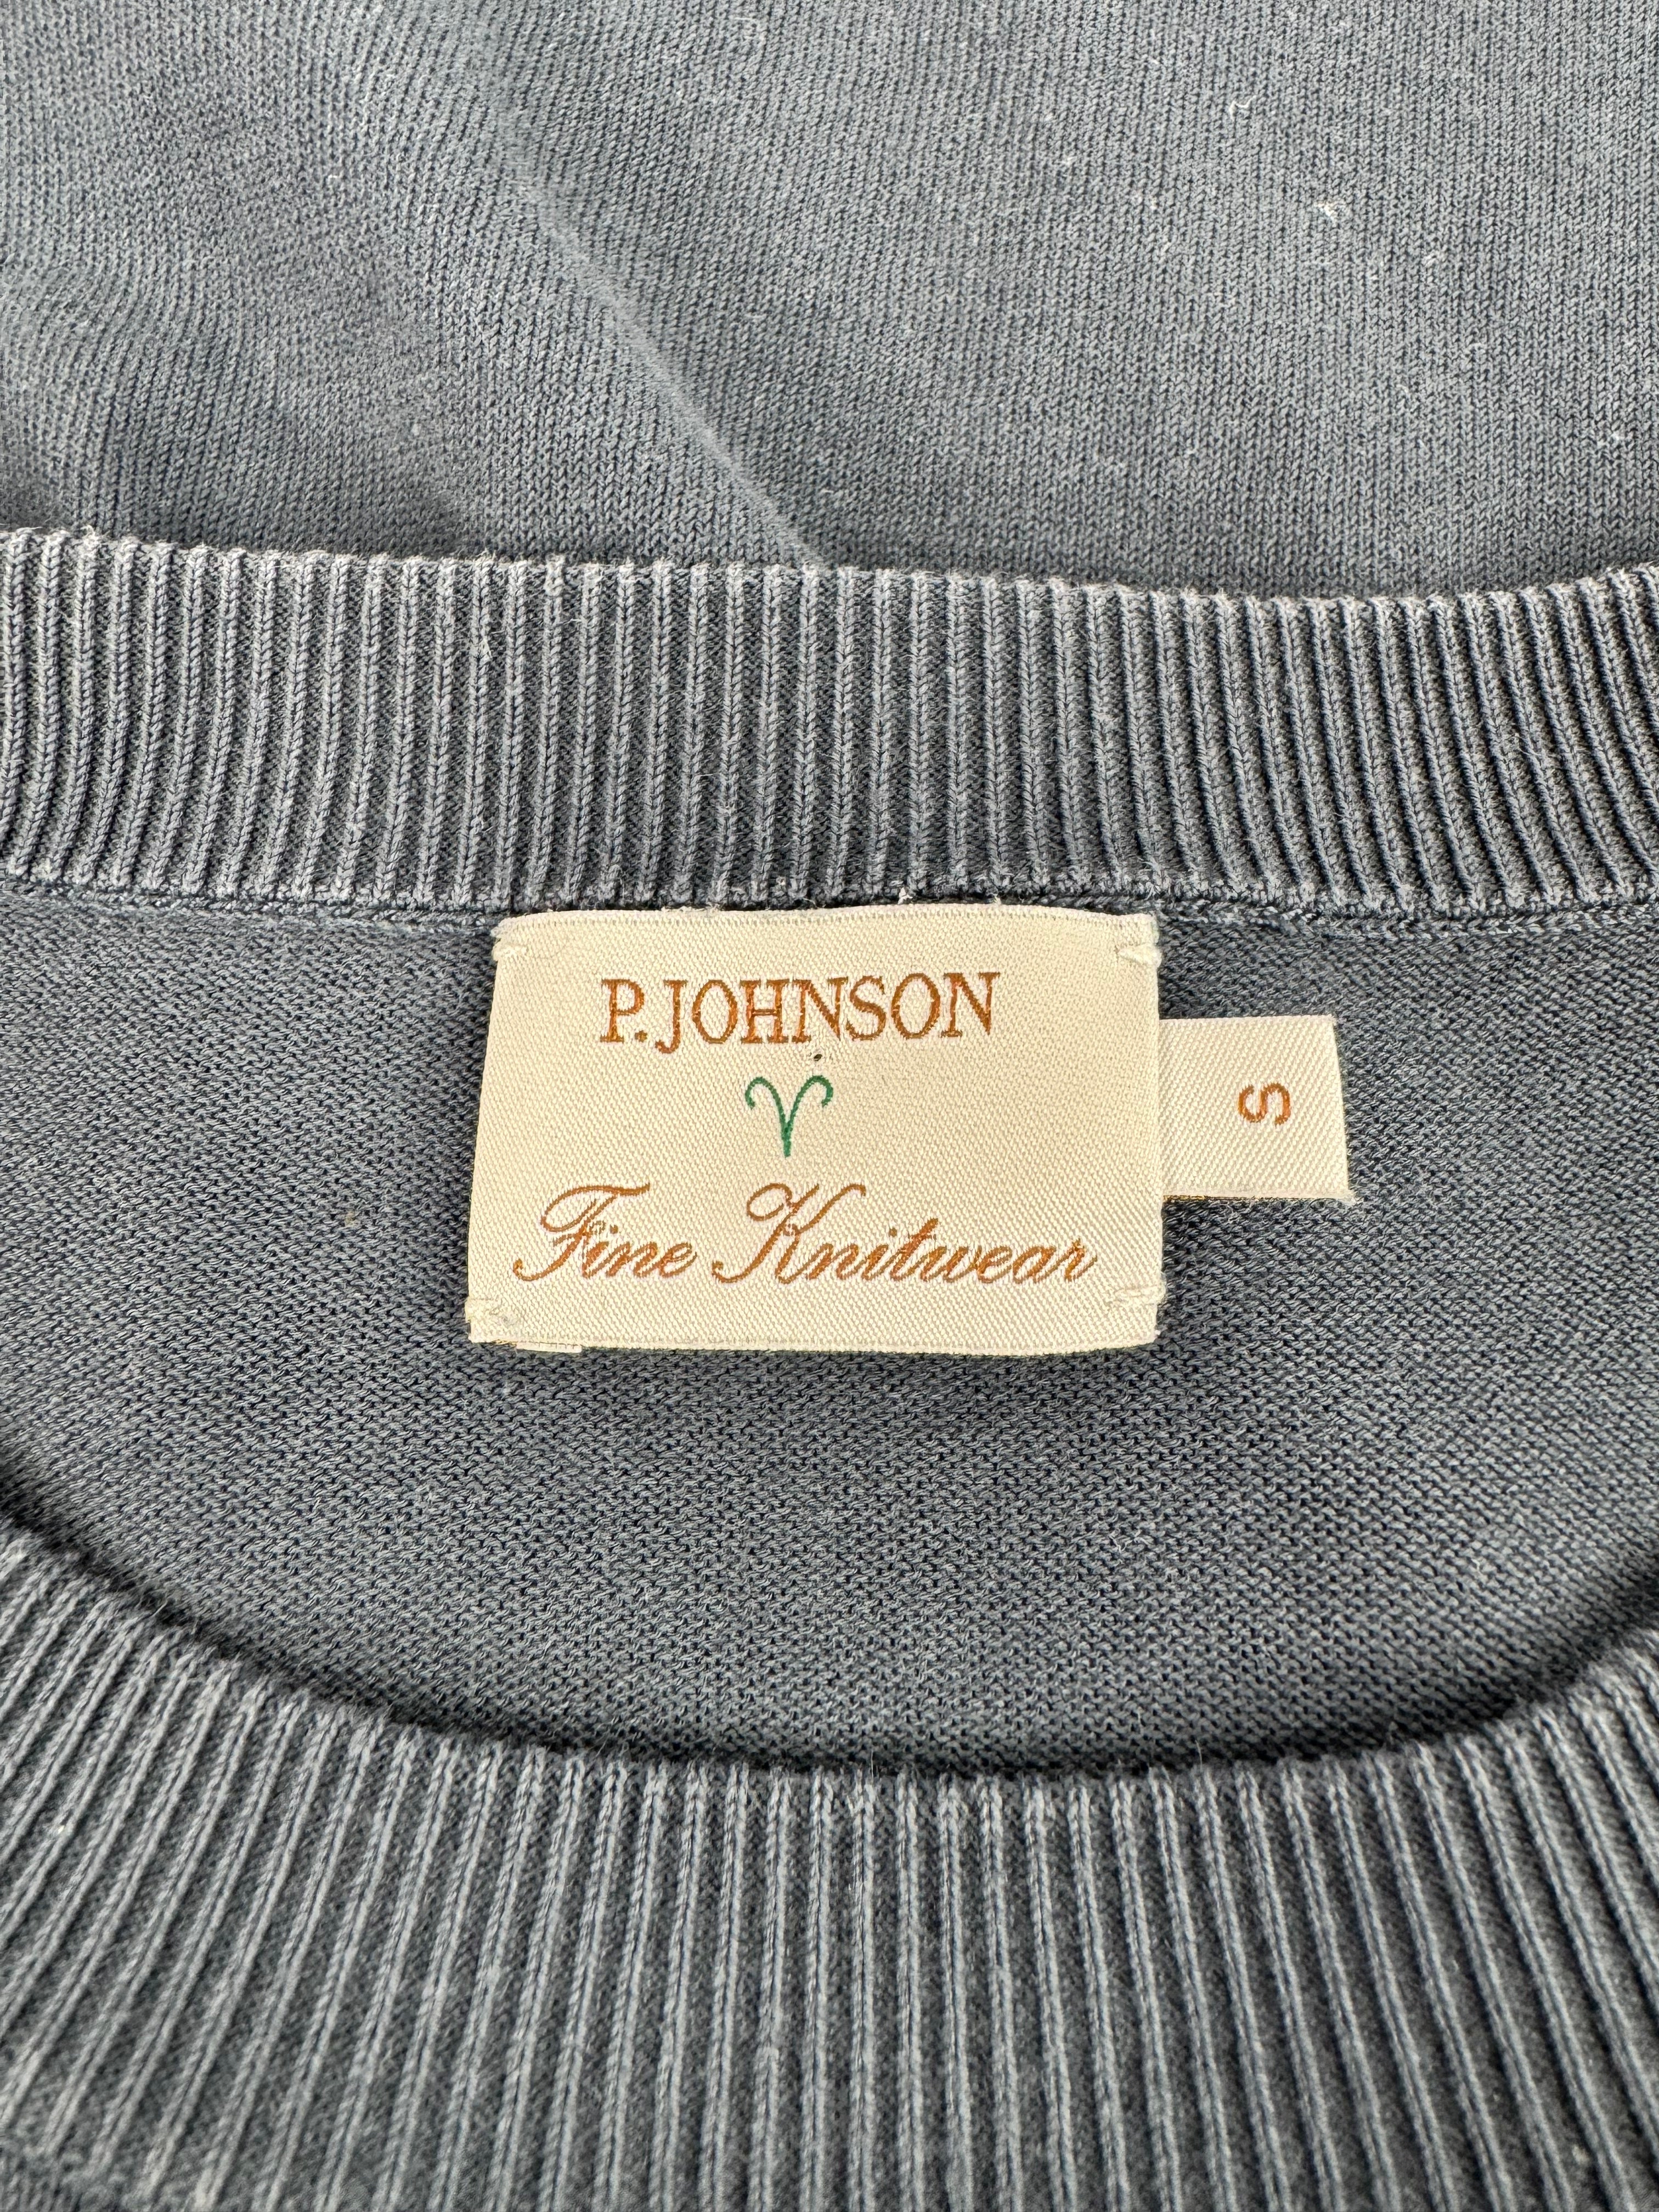 P. JOHNSON
Fine Knitwear
S